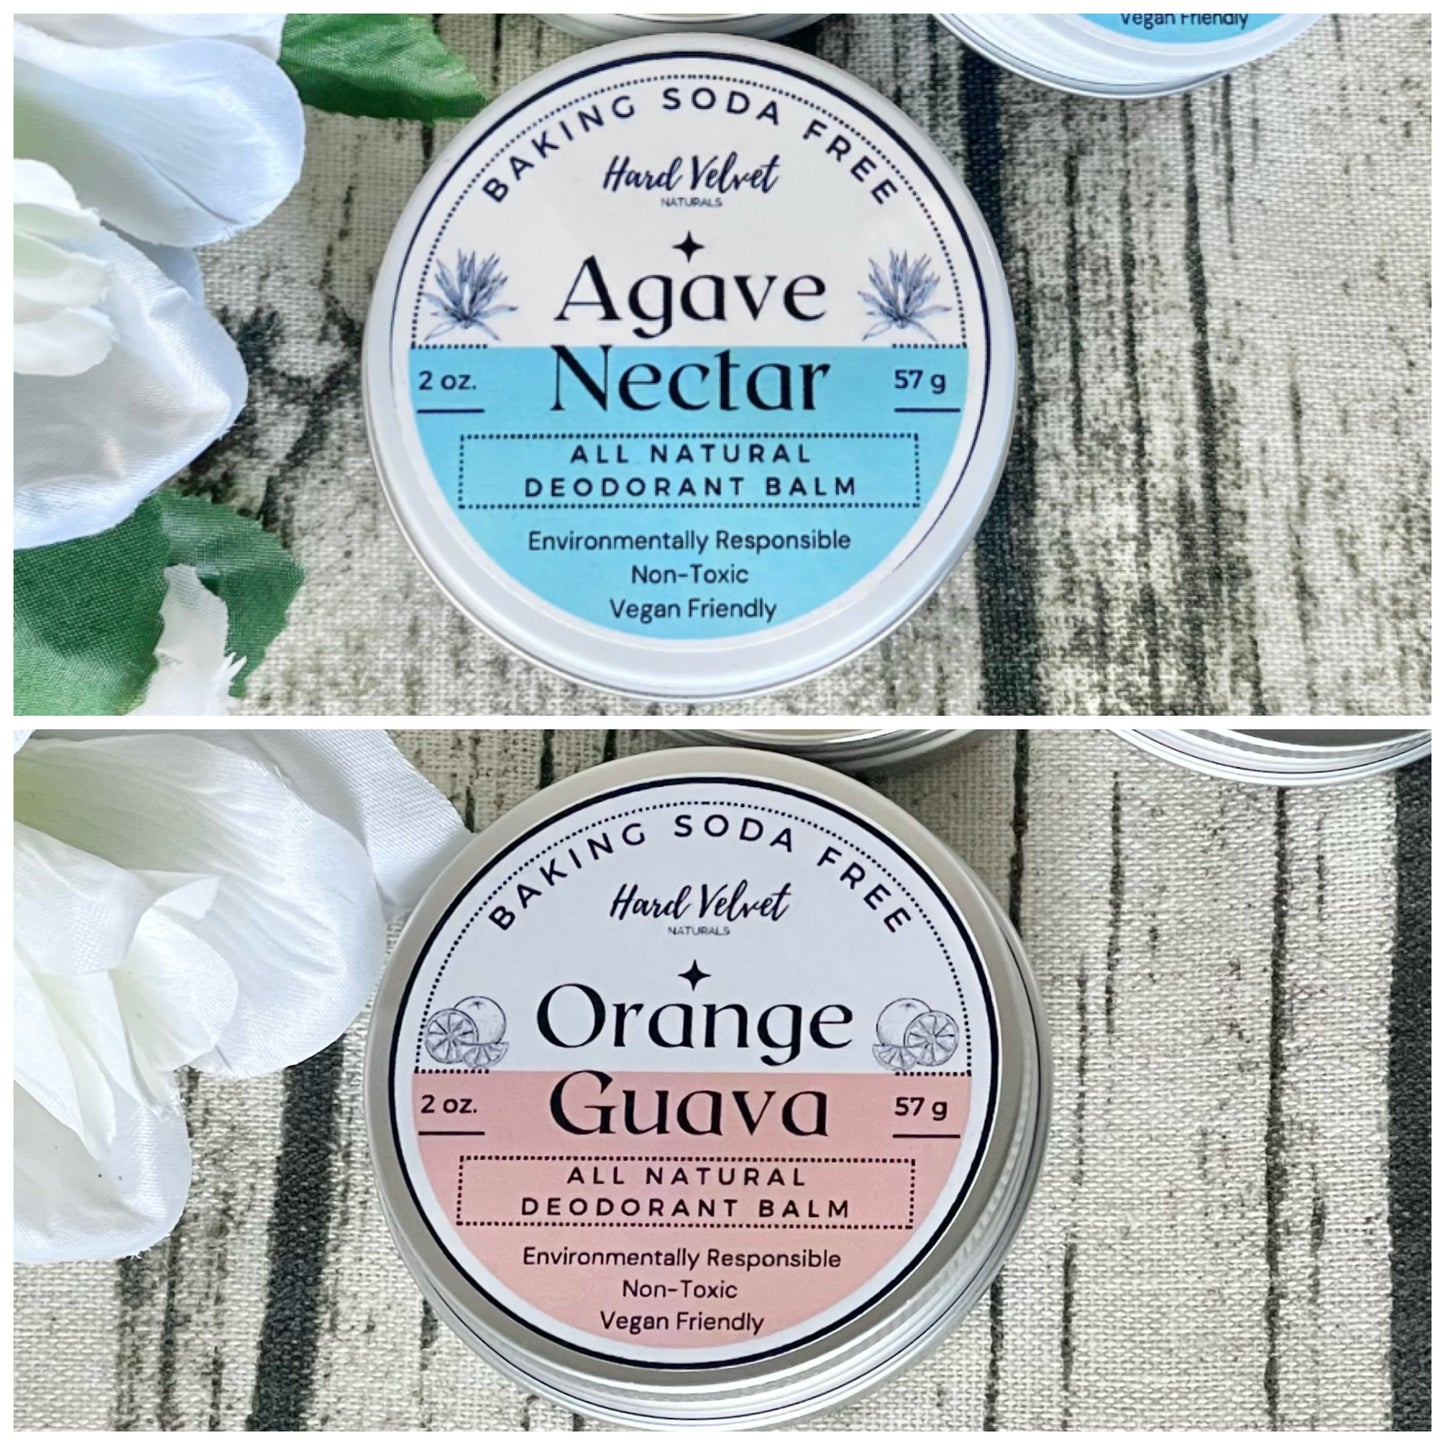 Vegan Friendly
BAKING SODA FREE
Hard Velvet
NATURALS
Agave
Nectar
2 oz.
57 g
ALL NATURAL
DEODORANT BALM
Environmentally Responsible
Non-Toxic
Vegan Friendly
BAKING SODA FREE
Hard Velvet
NATURALS
Orange
Guava
2 oz.
57 g
ALL NATURAL
DEODORANT BALM
Environmentally Responsible
Non-Toxic
Vegan Friendly